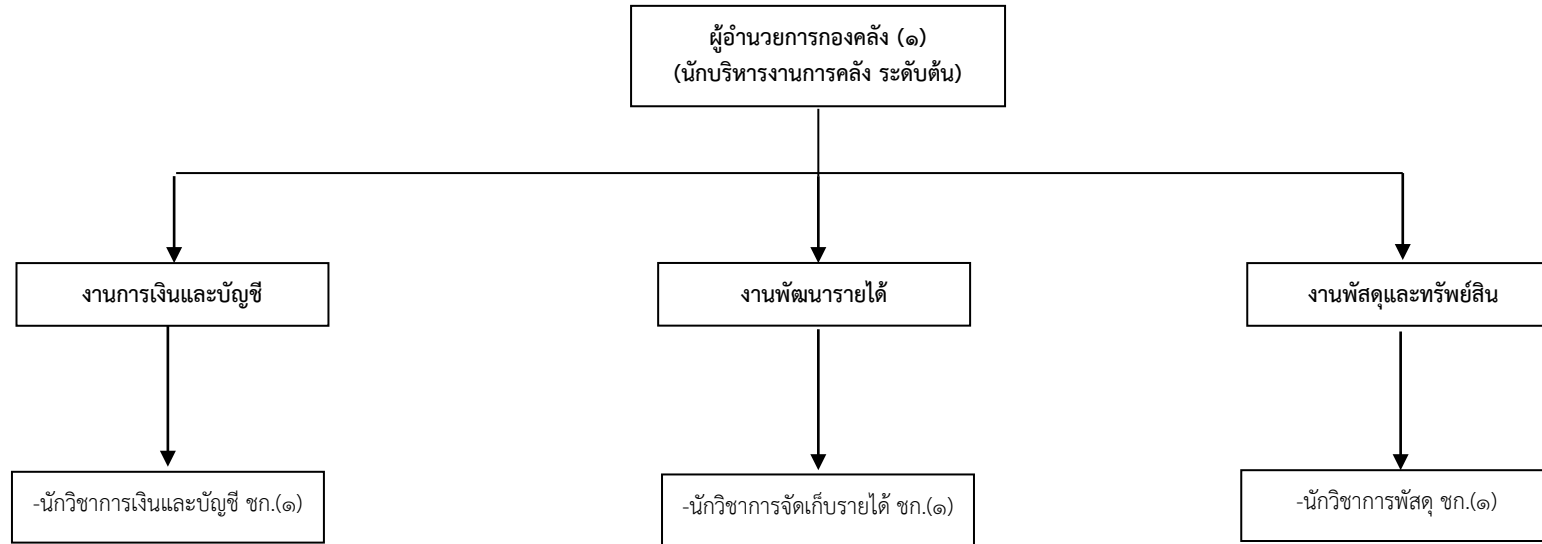 ผู้อำนวยการกองคลัง (๑)
(นักบริหารงานการคลัง ระดับต้น)
งานการเงินและบัญชี
งานพัฒนารายได้
งานพัสดุและทรัพย์สิน
-นักวิชาการเงินและบัญชี ชก.(๑)
-นักวิชาการจัดเก็บรายได้ ชก.(๑)
-นักวิชาการพัสดุ ชก.(๑)